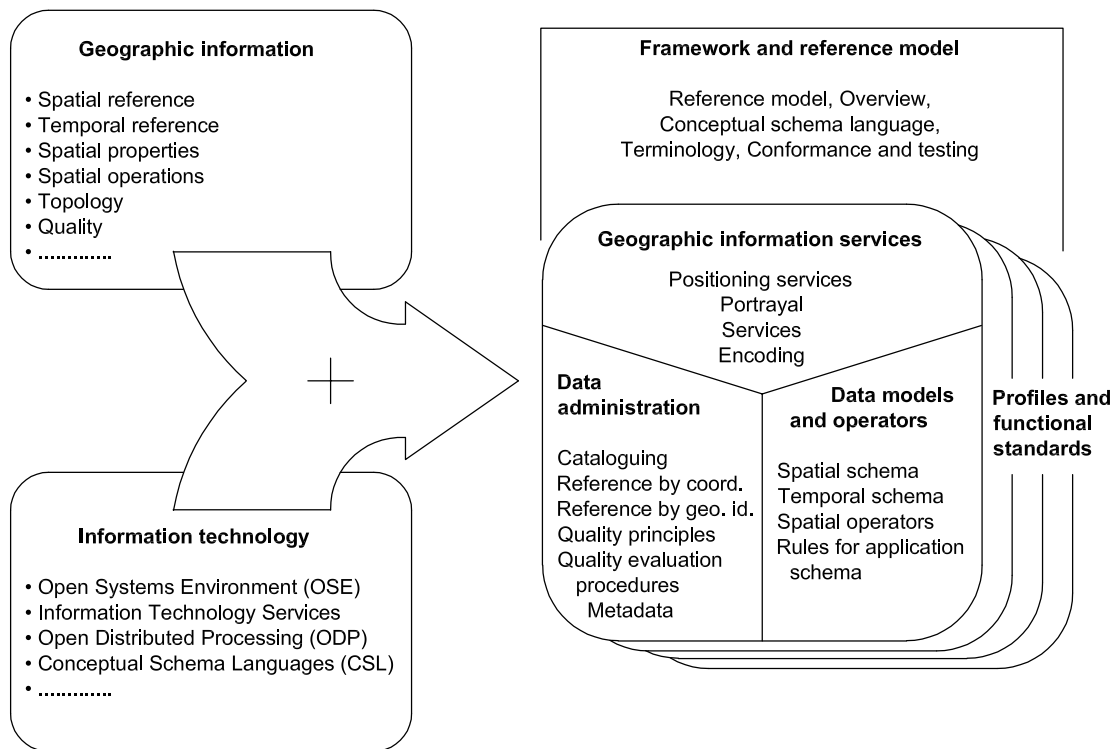 Geographic information
• Spatial reference
• Temporal reference
• Spatial properties
• Spatial operations
• Topology
• Quality
• .............
Information technology
• Open Systems Environment (OSE)
• Information Technology Services
• Open Distributed Processing (ODP)
• Conceptual Schema Languages (CSL)
• .............
Framework and reference model
Reference model, Overview,
Conceptual schema language,
Terminology, Conformance and testing
Geographic information services
Positioning services
Portrayal
Services
Encoding
Data
administration
Cataloguing
Reference by coord.
Reference by geo. id.
Quality principles
Quality evaluation
procedures
Metadata
Data models
and operators
Spatial schema
Temporal schema
Spatial operators
Rules for application
schema
Profiles and
functional
standards